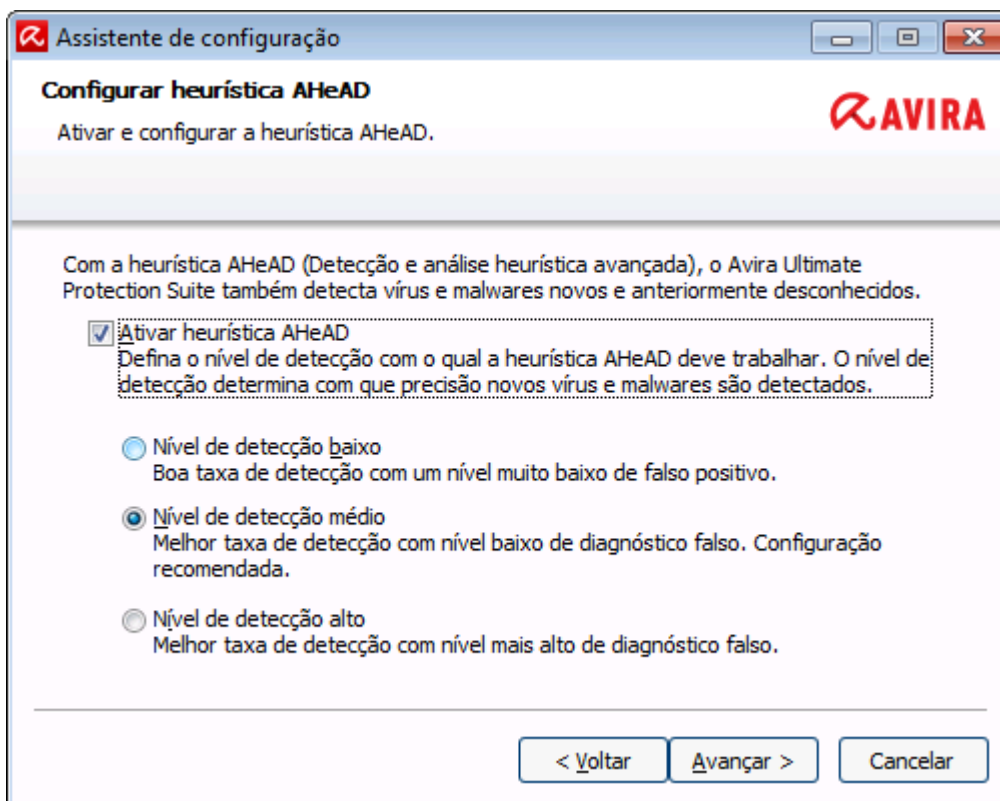 Assistente de configuração
Configurar heurística AHeAD
Ativar e configurar a heurística AHeAD.
AVIRA
Com a heurística AHeAD (Detecção e análise heurística avançada), o Avira Ultimate
Protection Suite também detecta vírus e malwares novos e anteriormente desconhecidos.
Ativar heurística AHeAD
Defina o nível de detecção com o qual a heurística AHeAD deve trabalhar. O nível de
detecção determina com que precisão novos vírus e malwares são detectados.
Nível de detecção baixo
Boa taxa de detecção com um nível muito baixo de falso positivo.
Nível de detecção médio
Melhor taxa de detecção com nível baixo de diagnóstico falso. Configuração
recomendada.
Nível de detecção alto
Melhor taxa de detecção com nível mais alto de diagnóstico falso.
< Voltar
Avançar >
Cancelar